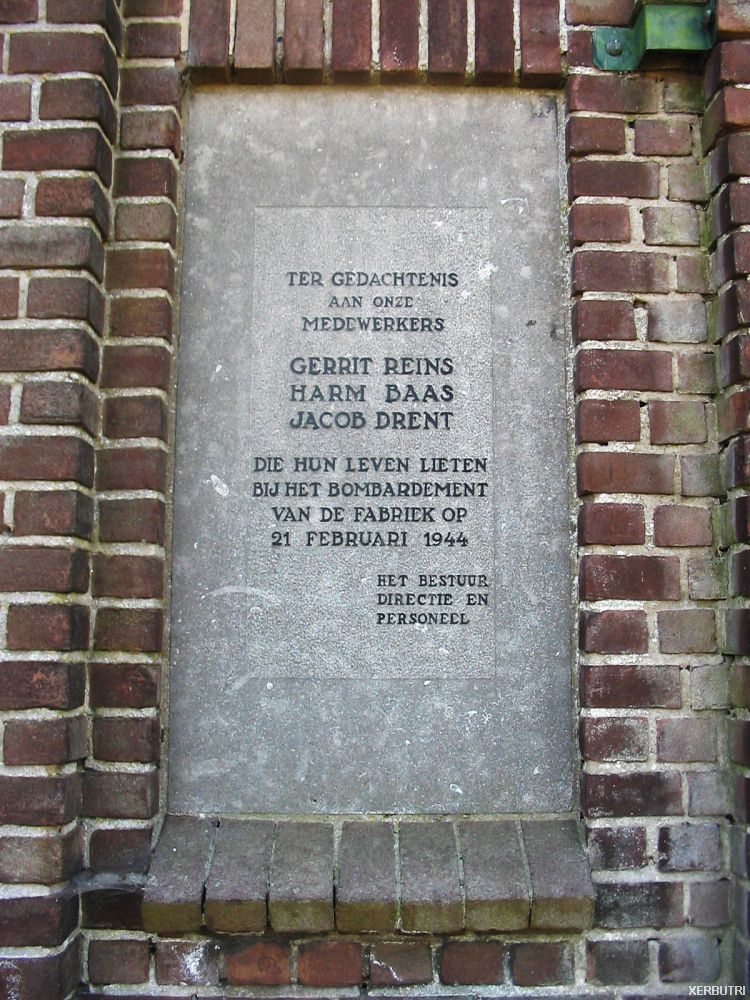 TER GEDACHTENIS
AAN ONZE
MEDEWERKERS
GERRIT REINS
HARM BAAS
JACOB DRENT
DIE HUN LEVEN LIETEN
BIJ HET BOMBARDEMENT
VAN DE FABRIEK OP
21 FEBRUARI 1944
HET BESTUUR
DIRECTIE EN
PERSONEEL
XERBUTRI